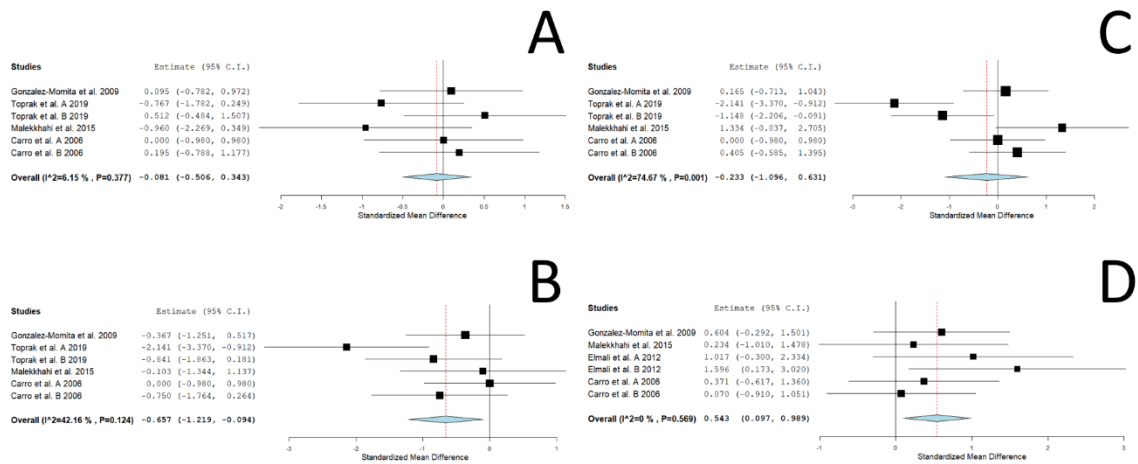 A
Studies Estimate (95% C.I.)
Gonzalez-Momita et al. 2009 0.095 (-0.782, 0.972)
Toprak et al. A 2019 -0.767 (-1.782, 0.249)
Toprak et al. B 2019 0.512 (-0.484, 1.507)
Malekkhahi et al. 2015 -0.960 (-2.269, 0.349)
Carro et al. A 2006 0.000 (-0.980, 0.980)
Carro et al. B 2006 0.195 (-0.788, 1.177)
Overall (I^2=6.15 % , P=0.377) -0.081 (-0.506, 0.343)
-2 -1.5 -1 -0.5 0 0.5 1 1.5
Standardized Mean Difference
C
Studies Estimate (95% C.I.)
Gonzalez-Momita et al. 2009 0.165 (-0.713, 1.043)
Toprak et al. A 2019 -2.141 (-3.370, -0.912)
Toprak et al. B 2019 -1.148 (-2.206, -0.091)
Malekkhahi et al. 2015 1.334 (-0.037, 2.705)
Carro et al. A 2006 0.000 (-0.980, 0.980)
Carro et al. B 2006 0.405 (-0.585, 1.395)
Overall (I^2=74.67 % , P=0.001) -0.233 (-1.096, 0.631)
-3 -2 -1 0 1 2
Standardized Mean Difference
B
Studies Estimate (95% C.I.)
Gonzalez-Momita et al. 2009 -0.367 (-1.251, 0.517)
Toprak et al. A 2019 -2.141 (-3.370, -0.912)
Toprak et al. B 2019 -0.841 (-1.863, 0.181)
Malekkhahi et al. 2015 -0.103 (-1.344, 1.137)
Carro et al. A 2006 0.000 (-0.980, 0.980)
Carro et al. B 2006 -0.750 (-1.764, 0.264)
Overall (I^2=42.16 % , P=0.124) -0.657 (-1.219, -0.094)
-3 -2 -1 0 1
Standardized Mean Difference
D
Studies Estimate (95% C.I.)
Gonzalez-Momita et al. 2009 0.604 (-0.292, 1.501)
Malekkhahi et al. 2015 0.234 (-1.010, 1.478)
Elmali et al. A 2012 1.017 (-0.300, 2.334)
Elmali et al. B 2012 1.596 (0.173, 3.020)
Carro et al. A 2006 0.371 (-0.617, 1.360)
Carro et al. B 2006 0.070 (-0.910, 1.051)
Overall (I^2=0 % , P=0.569) 0.543 (0.097, 0.989)
-1 0 1 2 3
Standardized Mean Difference